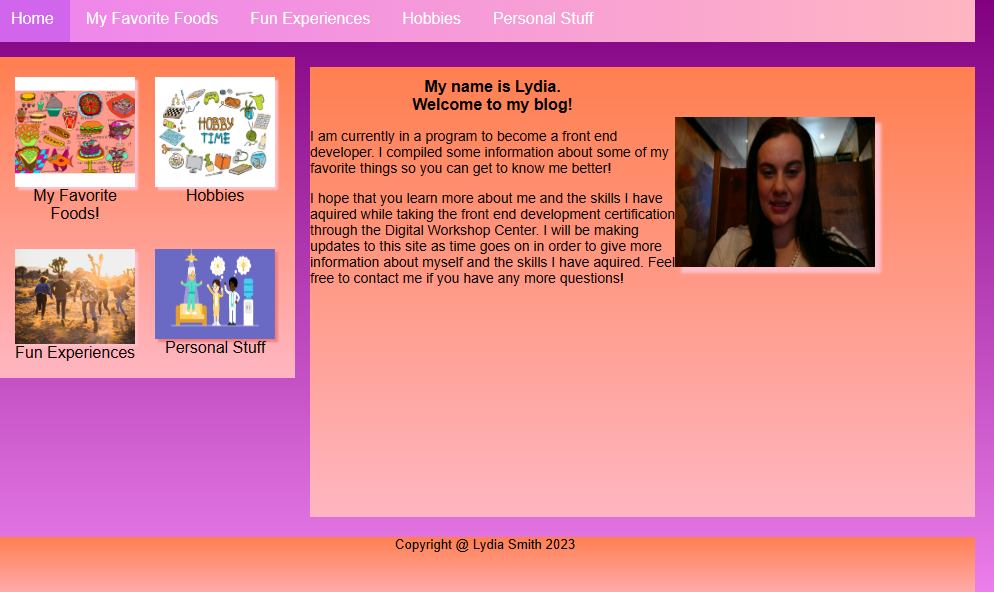 Home My Favorite Foods Fun Experiences Hobbies Personal Stuff
HOBBY
TIME
My Favorite
Foods!
Hobbies
Fun Experiences
Personal Stuff
My name is Lydia.
Welcome to my blog!
I am currently in a program to become a front end
developer. I compiled some information about some of my
favorite things so you can get to know me better!
I hope that you learn more about me and the skills I have
aquired while taking the front end development certification
through the Digital Workshop Center. I will be making
updates to this site as time goes on in order to give more
information about myself and the skills I have aquired. Feel
free to contact me if you have any more questions!
Copyright @ Lydia Smith 2023